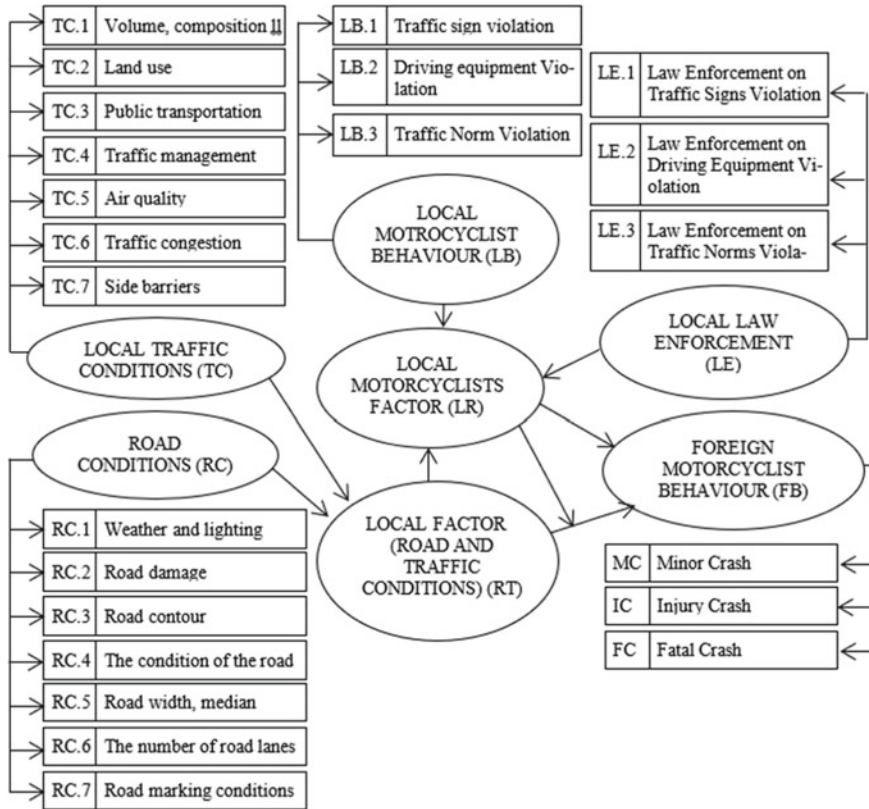 TC.1 Volume, composition
TC.2 Land use
TC.3 Public transportation
TC.4 Traffic management
TC.5 Air quality
TC.6 Traffic congestion
TC.7 Side barriers
LB.1 Traffic sign violation
LB.2 Driving equipment Vio-
lation
LB.3 Traffic Norm Violation
LE.1 Law Enforcement on
Traffic Signs Violation
LE.2 Law Enforcement on
Driving Equipment Vi-
olation
LE.3 Law Enforcement on
Traffic Norms Viola-
LOCAL
MOTROCYCLIST
BEHAVIOUR (LB)
LOCAL TRAFFIC
CONDITIONS (TC)
LOCAL
MOTORCYCLISTS
FACTOR (LR)
LOCAL LAW
ENFORCEMENT
(LE)
ROAD
CONDITIONS (RC)
FOREIGN
MOTORCYCLIST
BEHAVIOUR (FB)
LOCAL FACTOR
(ROAD AND
TRAFFIC
CONDITIONS) (RT)
RC.1 Weather and lighting
RC.2 Road damage
RC.3 Road contour
RC.4 The condition of the road
RC.5 Road width, median
RC.6 The number of road lanes
RC.7 Road marking conditions
MC Minor Crash
IC Injury Crash
FC Fatal Crash